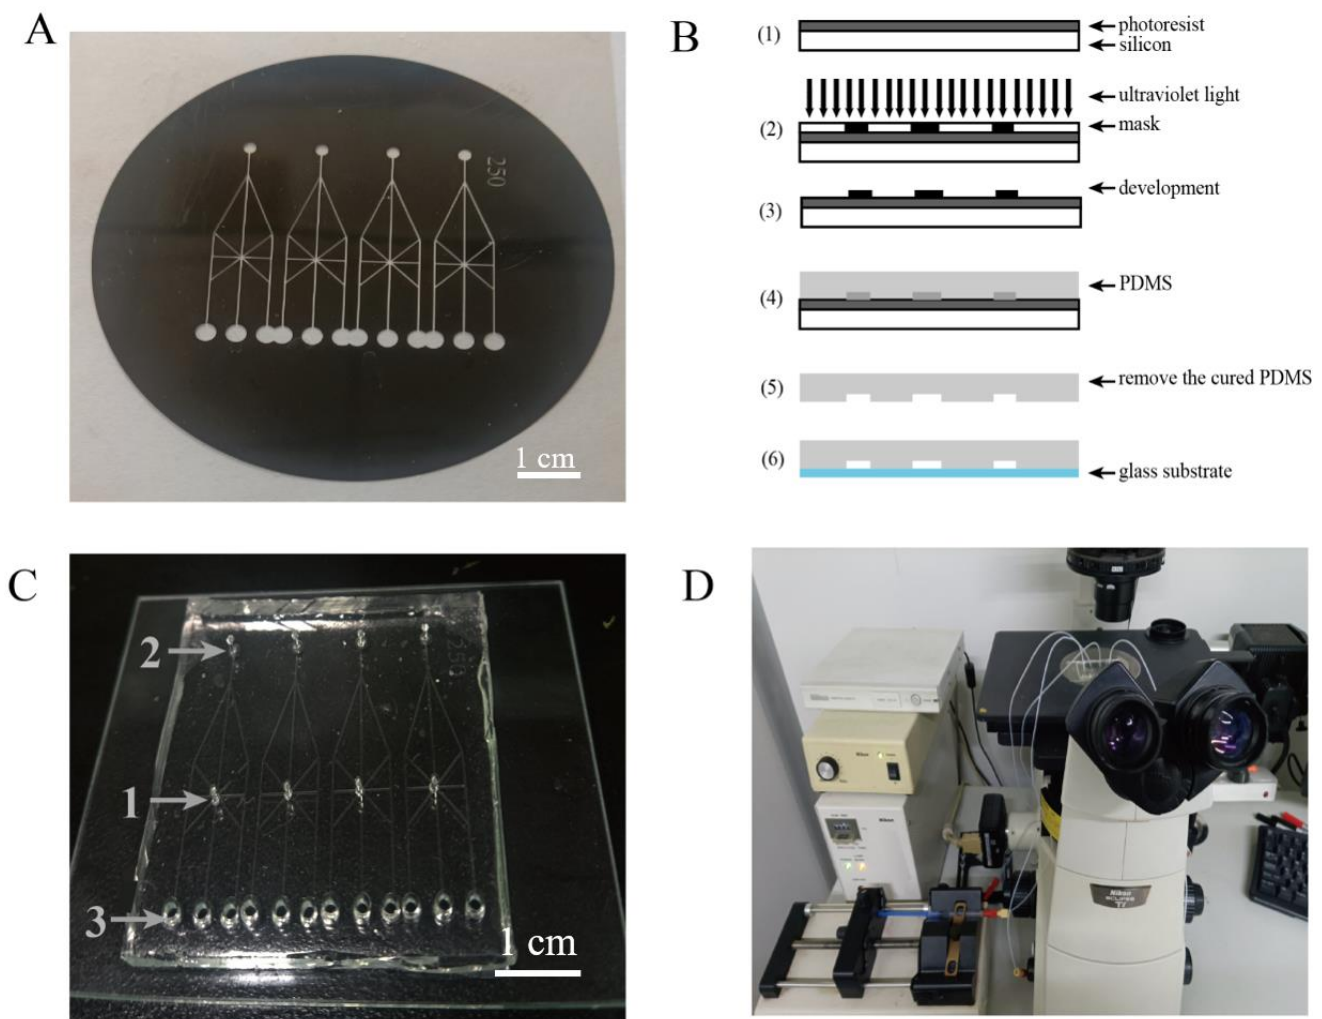 A
250
1 cm
B
(1)
photoresist
silicon
ultraviolet light
(2)
mask
(3)
development
(4)
PDMS
(5)
remove the cured PDMS
(6)
glass substrate
C
2
1
3
1 cm
D
Nikon
ECLIPSE
Ti